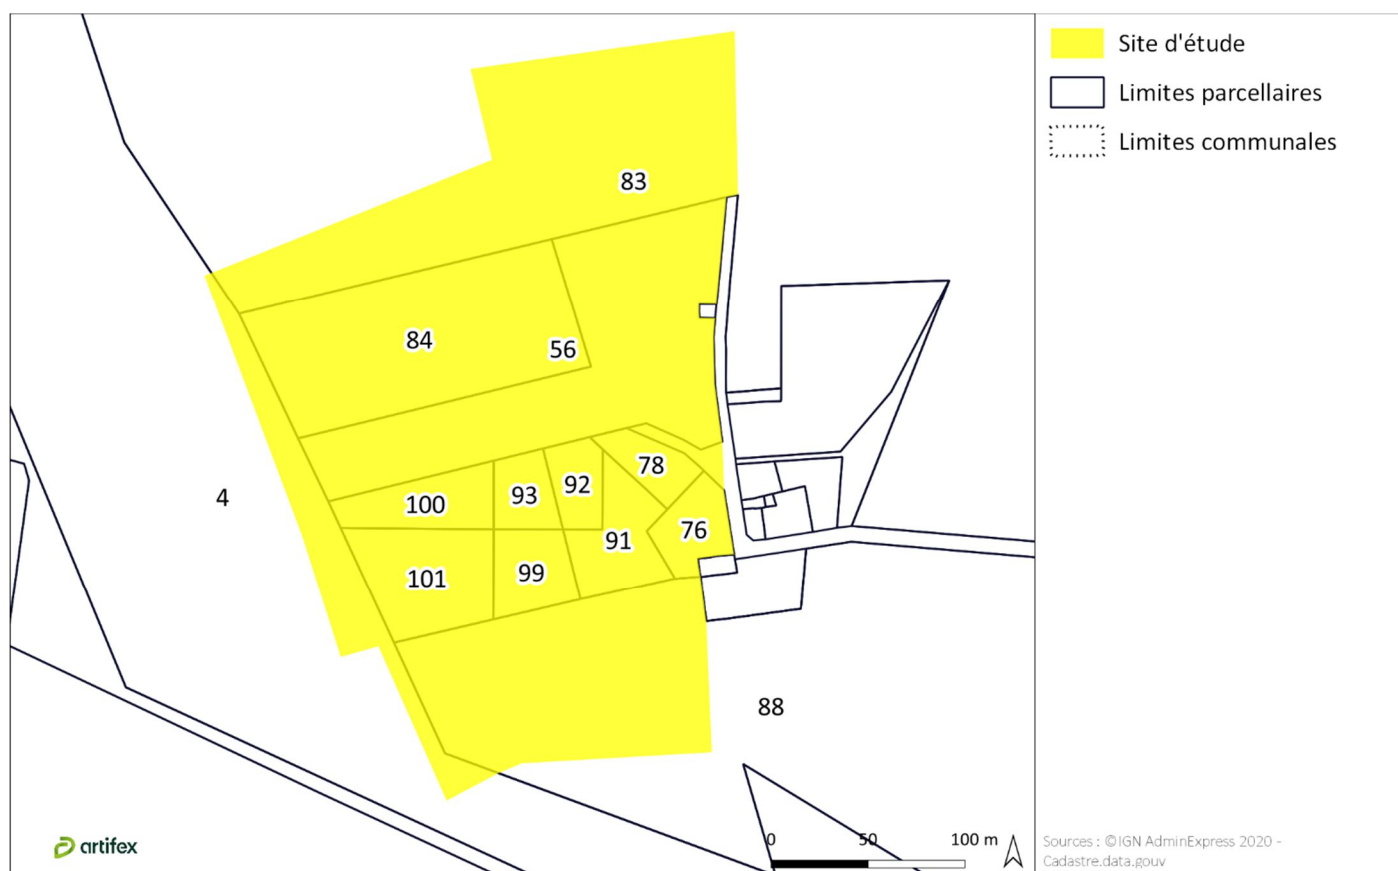 Site d'étude
Limites parcellaires
Limites communales
83
84
56
4
100
93
92
78
76
91
101
99
88
artifex
0 50 100 m
Sources : ©IGN AdminExpress 2020 -
Cadastre.data.gouv